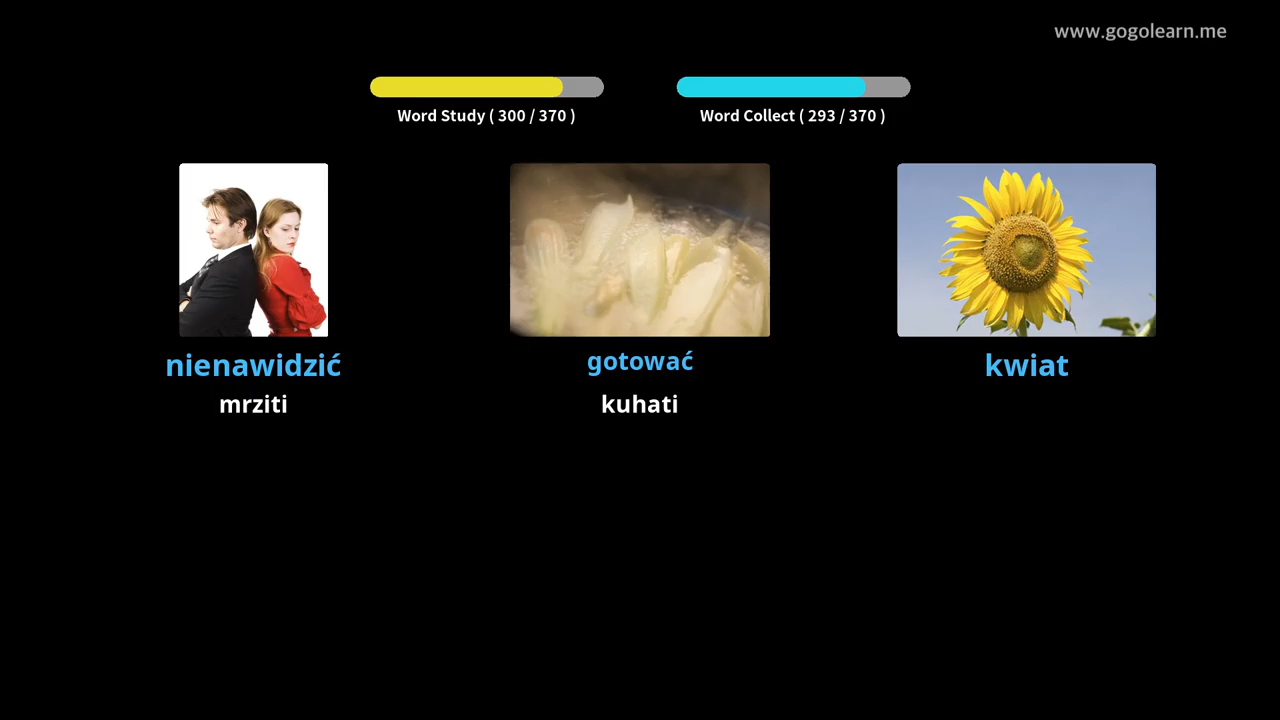 www.gogolearn.me
Word Study ( 300 / 370 )
Word Collect ( 293 / 370 )
nienawidzić
mrziti
gotować
kuhati
kwiat